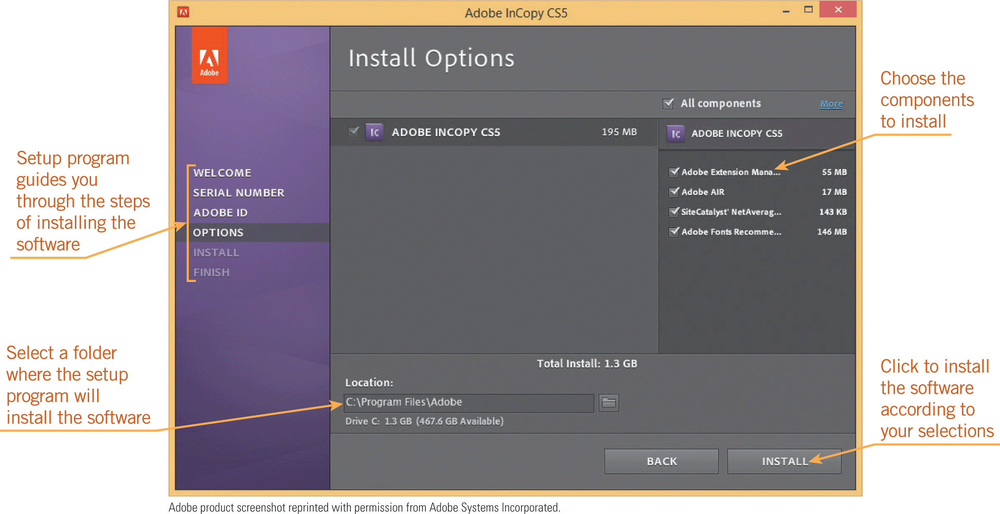 Adobe InCopy CS5
Adobe
Install Options
All components
More
ADOBE INCOPY CS5
195 MB
ADOBE INCOPY CS5
Adobe Extension Mana...
55 MB
Adobe AIR
17 MB
SiteCatalyst® NetAverag...
143 KB
Adobe Fonts Recomme...
146 MB
WELCOME
SERIAL NUMBER
ADOBE ID
OPTIONS
INSTALL
FINISH
Total Install: 1.3 GB
Location:
C:\Program Files\Adobe
Drive C: 1.3 GB (467.6 GB Available)
BACK
INSTALL
Setup program
guides you
through the steps
of installing the
software
Select a folder
where the setup
program will
install the software
Choose the
components
to install
Click to install
the software
according to
your selections
Adobe product screenshot reprinted with permission from Adobe Systems Incorporated.